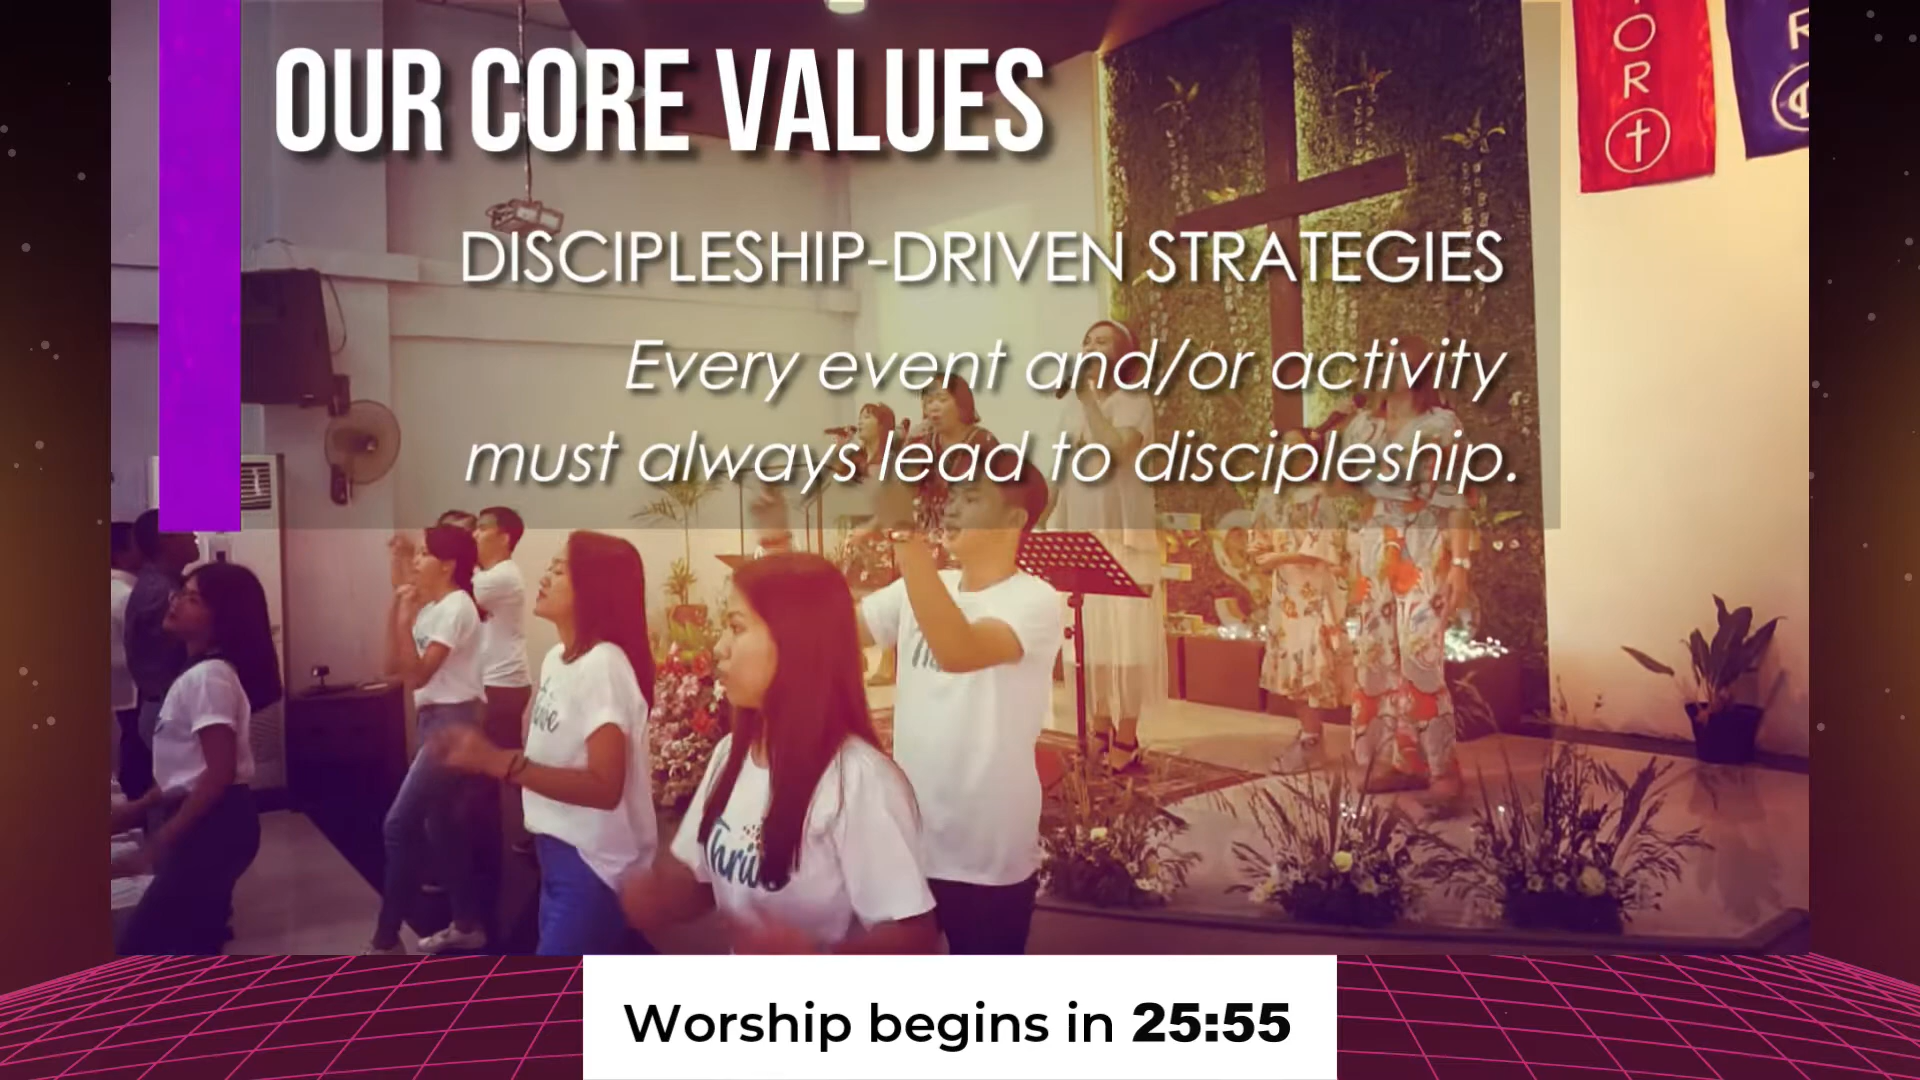 OUR CORE VALUES
DISCIPLESHIP-DRIVEN STRATEGIES
Every event and/or activity
must always lead to discipleship.
O
R
R
Thrive
Worship begins in 25:55